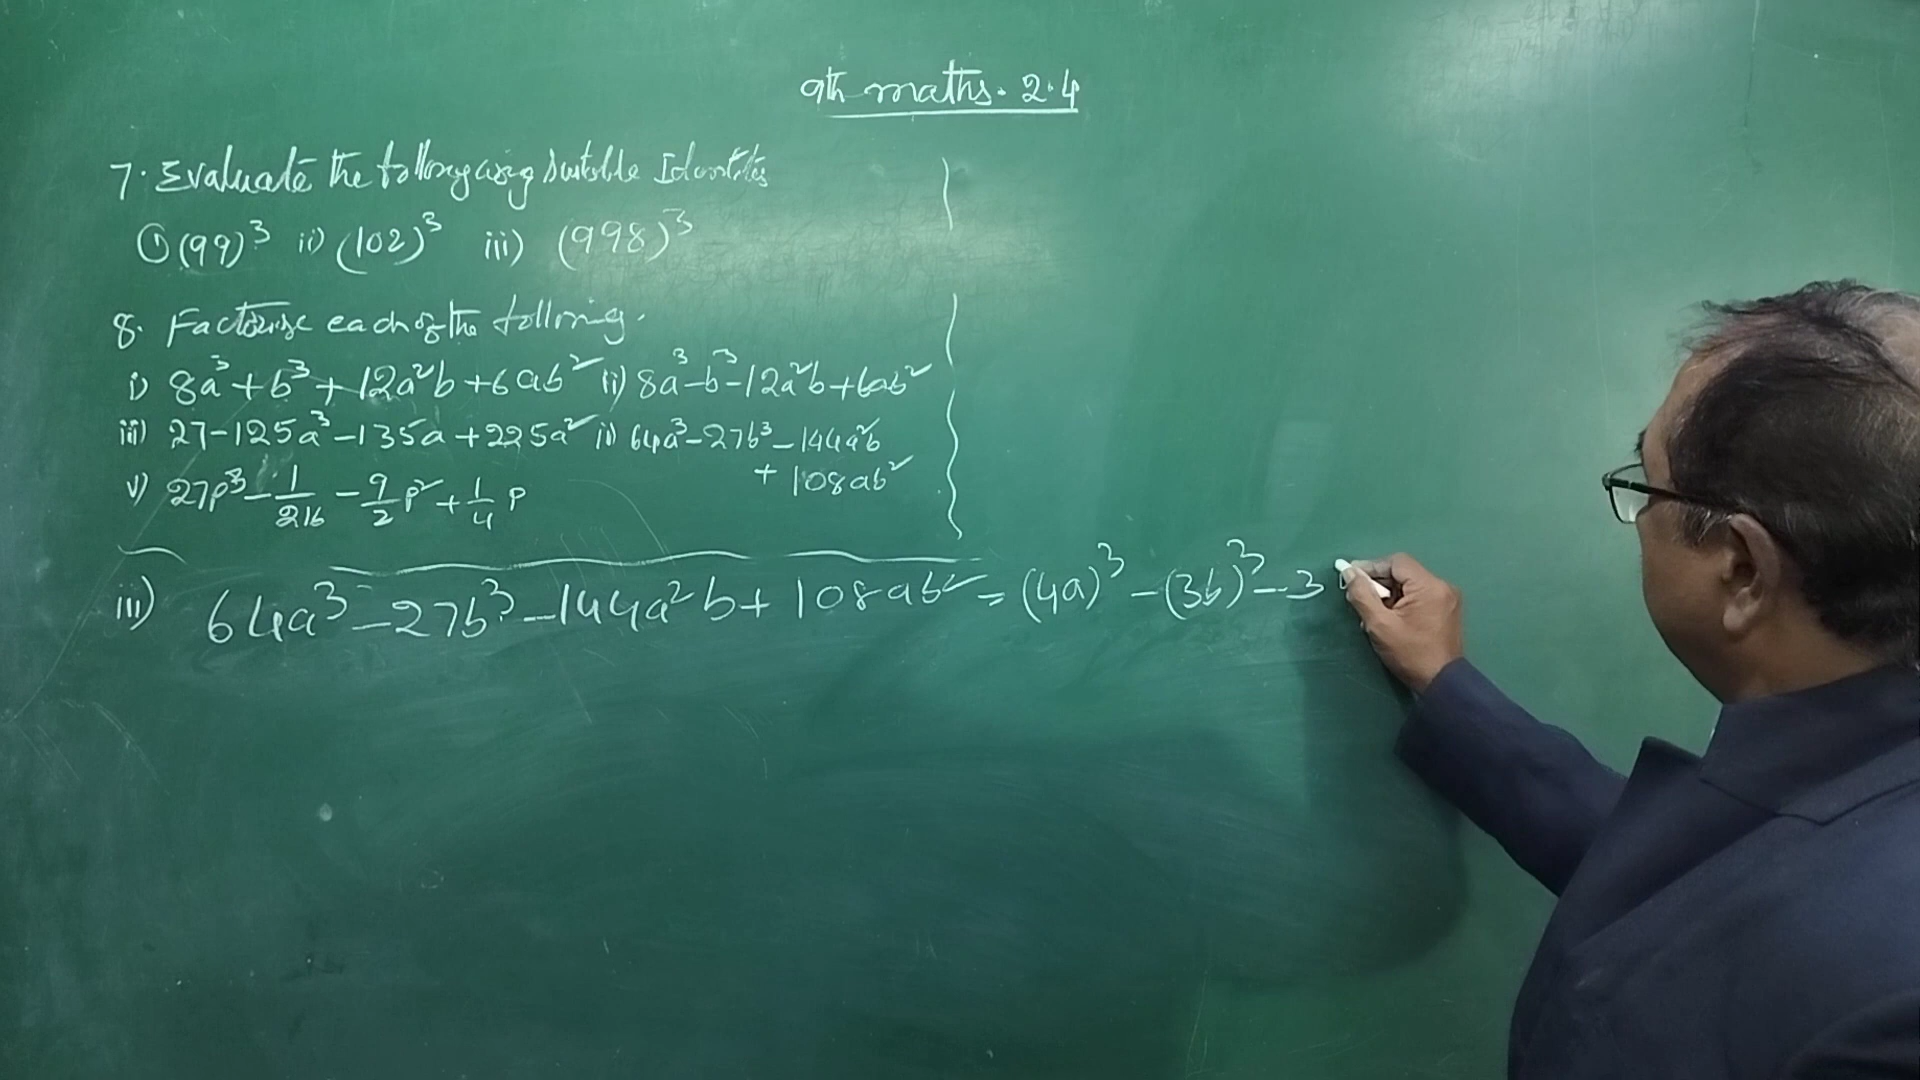 9th maths. 2.4
7. Evaluate the following using suitable Identities
① (99)³ ii) (102)³ iii) (998)³
8. Factorise each of the following.
i) 8a³ + b³ + 12a²b + 6ab² ii) 8a³ - b³ - 12a²b + 6ab²
iii) 27 - 125a³ - 135a + 225a² iv) 64a³ - 27b³ - 144a²b
+ 108ab²
v) 27p³ - 1/216 - 9/2 p² + 1/4 p
iii) 64a³ - 27b³ - 144a²b + 108ab² = (4a)³ - (3b)³ - 3